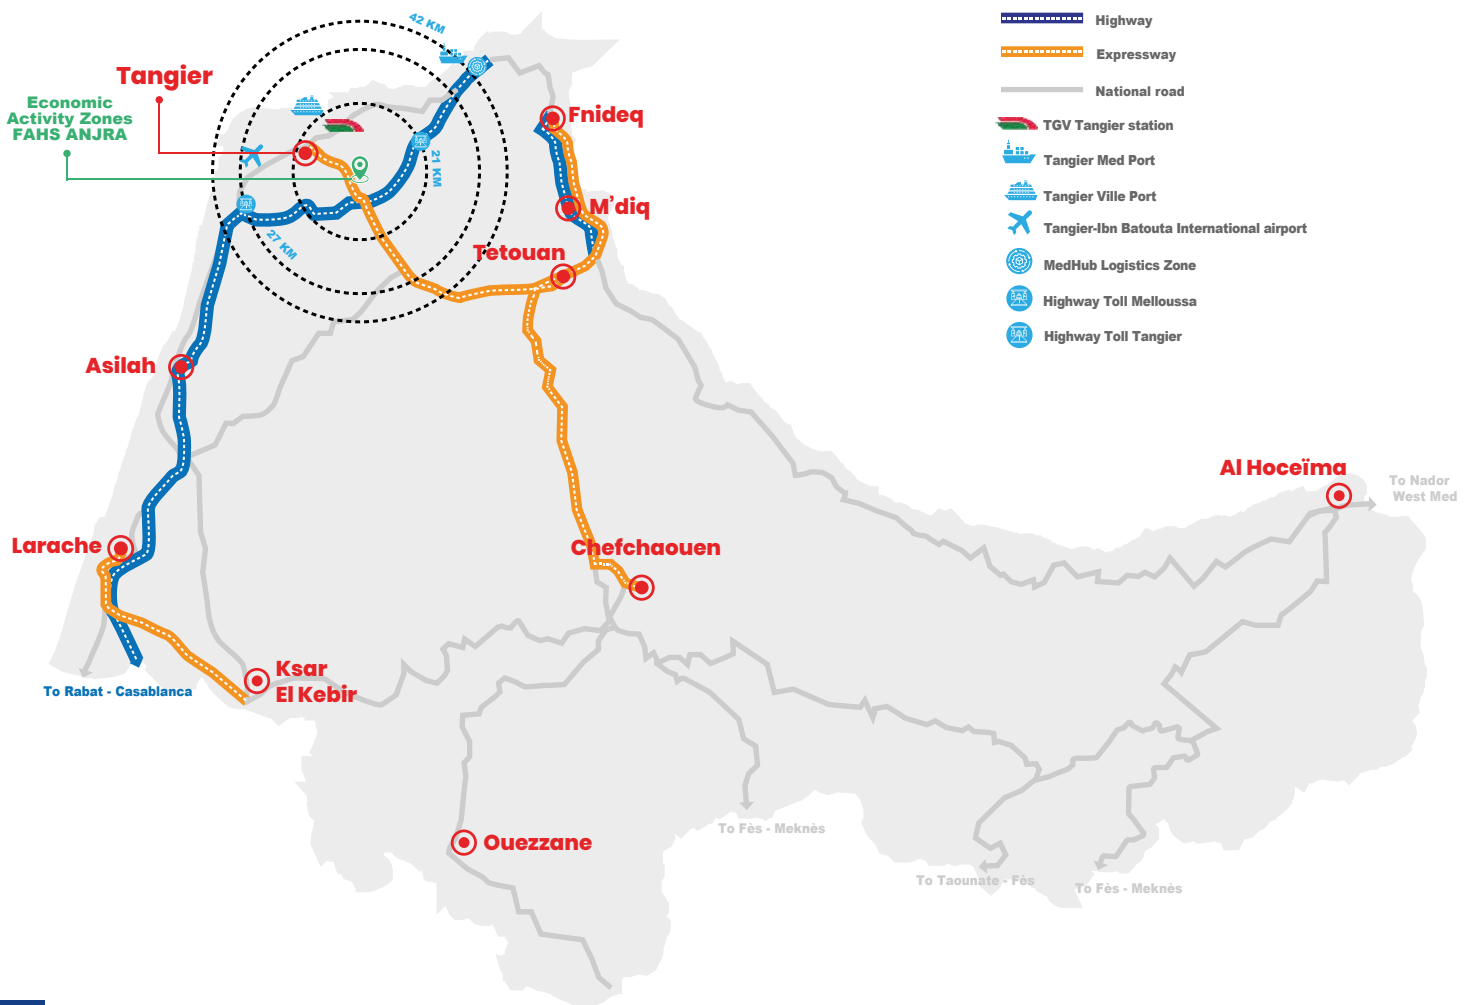 42 KM
Highway
Expressway
National road
TGV Tangier station
Tangier Med Port
Tangier Ville Port
Tangier-Ibn Batouta International airport
MedHub Logistics Zone
Highway Toll Melloussa
Highway Toll Tangier
Tangier
Economic
Activity Zones
FAHS ANJRA
Fnideq
21 KM
M'diq
27 KM
Tetouan
Asilah
Al Hoceïma
To Nador
West Med
Larache
Chefchaouen
Ksar
El Kebir
To Rabat - Casablanca
Ouezzane
To Fès - Meknès
To Taounate - Fès
To Fès - Meknès